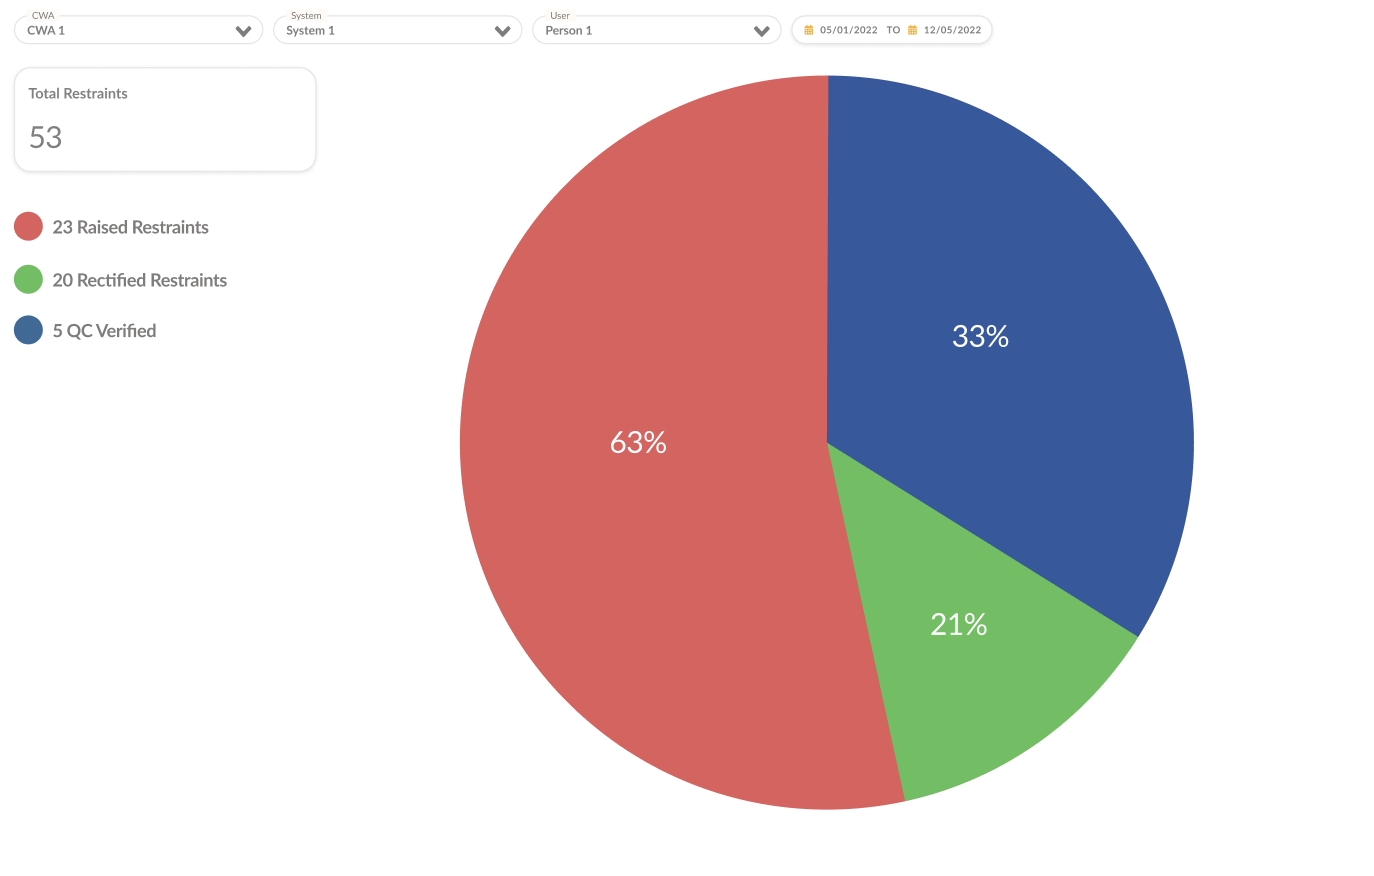 CWA
CWA 1
System
System 1
User
Person 1
05/01/2022 TO 12/05/2022
Total Restraints
53
23 Raised Restraints
20 Rectified Restraints
5 QC Verified
33%
63%
21%